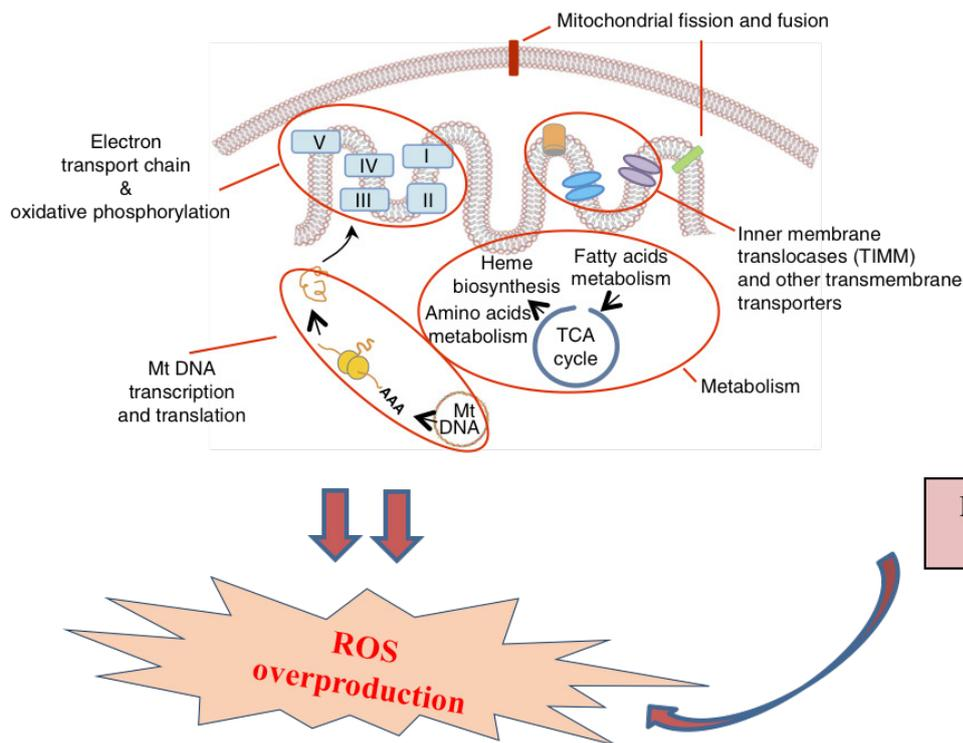 Mitochondrial fission and fusion
Electron
transport chain
&
oxidative phosphorylation
V
IV
I
III
II
Inner membrane
translocases (TIMM)
and other transmembrane
transporters
Heme
biosynthesis
Fatty acids
metabolism
Amino acids
metabolism
TCA
cycle
Metabolism
Mt DNA
transcription
and translation
AAA
Mt
DNA
ROS
overproduction